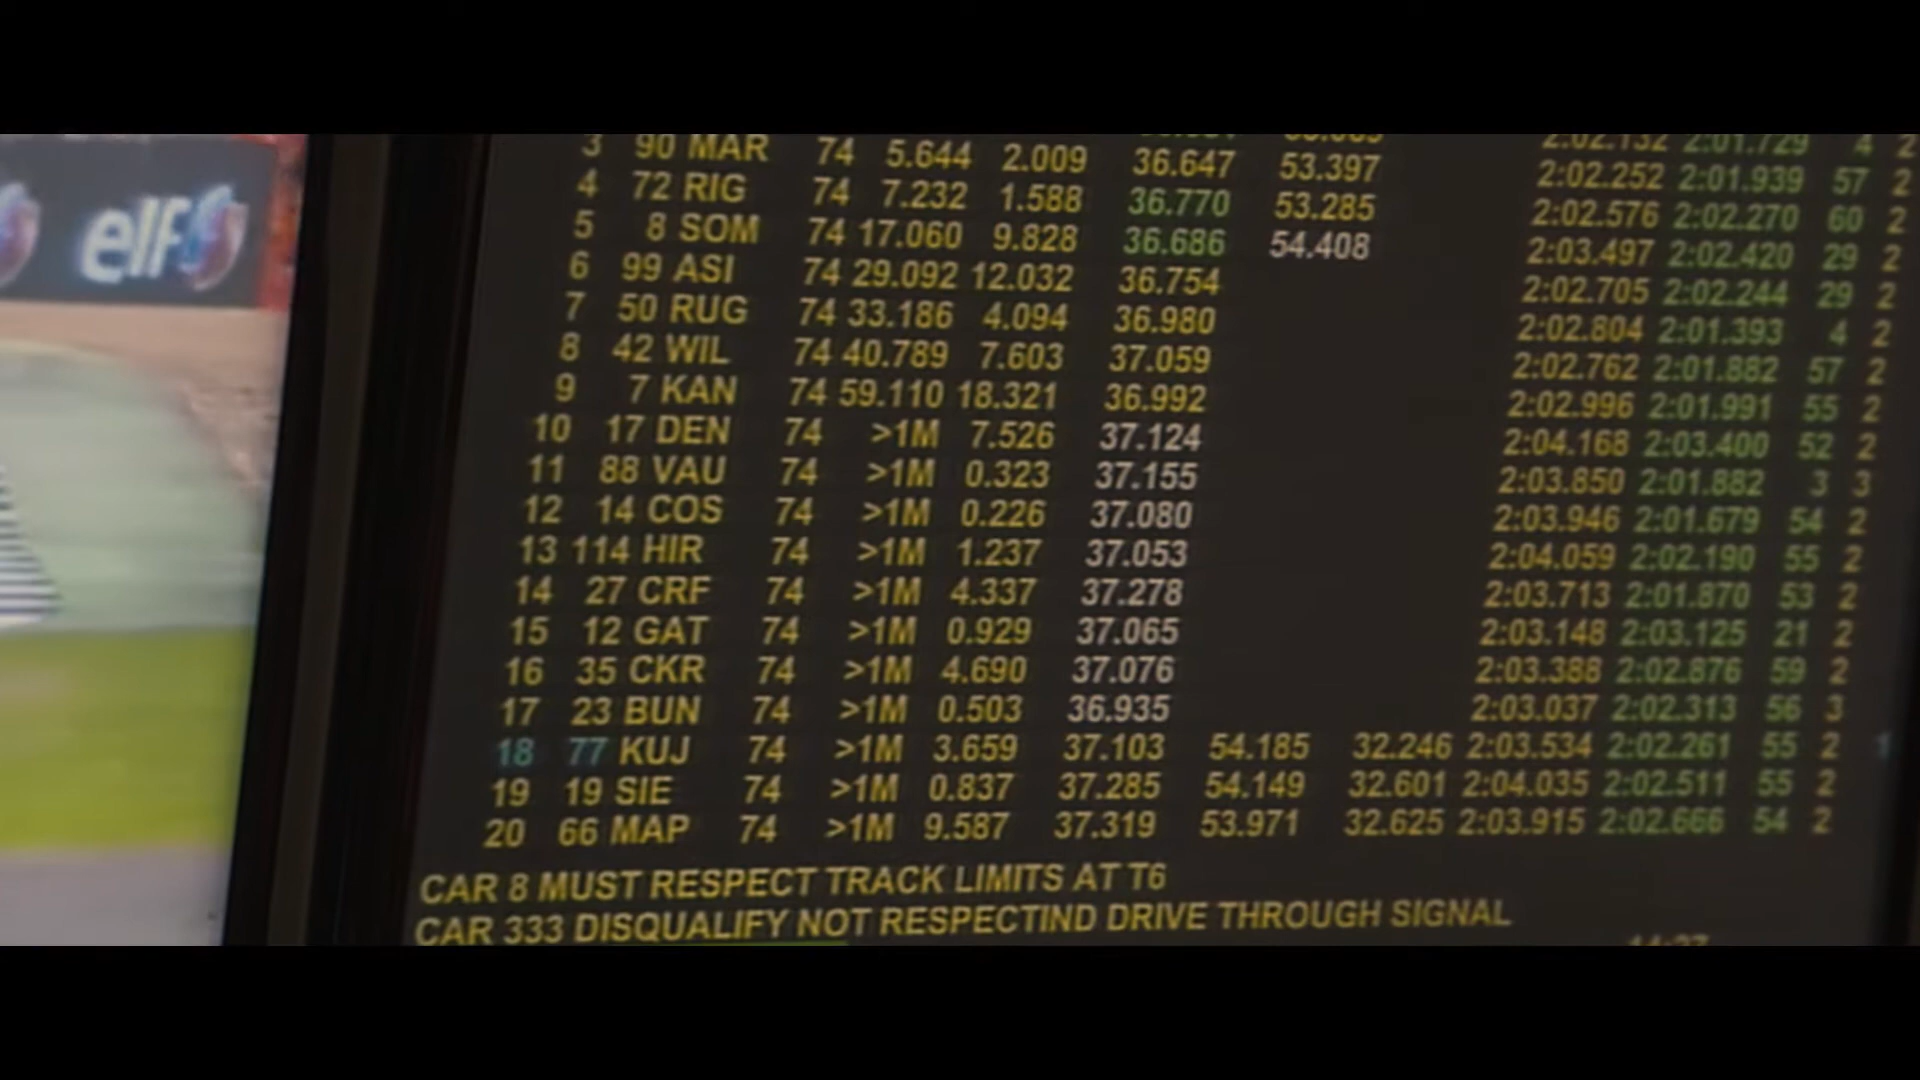 elf
3 90 MAR 74 5.644 2.009 36.647 53.397 2:02.132 2:01.729 4 2
4 72 RIG 74 7.232 1.588 36.770 53.285 2:02.252 2:01.939 57 2
5 8 SOM 74 17.060 9.828 36.686 54.408 2:02.576 2:02.270 60 2
6 99 ASI 74 29.092 12.032 36.754 2:03.497 2:02.420 29 2
7 50 RUG 74 33.186 4.094 36.980 2:02.705 2:02.244 29 2
8 42 WIL 74 40.789 7.603 37.059 2:02.804 2:01.393 4 2
9 7 KAN 74 59.110 18.321 36.992 2:02.762 2:01.882 57 2
10 17 DEN 74 >1M 7.526 37.124 2:02.996 2:01.991 55 2
11 88 VAU 74 >1M 0.323 37.155 2:04.168 2:03.400 52 2
12 14 COS 74 >1M 0.226 37.080 2:03.850 2:01.882 3 3
13 114 HIR 74 >1M 1.237 37.053 2:03.946 2:01.679 54 2
14 27 CRF 74 >1M 4.337 37.278 2:04.059 2:02.190 55 2
15 12 GAT 74 >1M 0.929 37.065 2:03.713 2:01.870 53 2
16 35 CKR 74 >1M 4.690 37.076 2:03.148 2:03.125 21 2
17 23 BUN 74 >1M 0.503 36.935 2:03.388 2:02.876 59 2
2:03.037 2:02.313 56 3
18 77 KUJ 74 >1M 3.659 37.103 54.185 32.246 2:03.534 2:02.261 55 2
19 19 SIE 74 >1M 0.837 37.285 54.149 32.601 2:04.035 2:02.511 55 2
20 66 MAP 74 >1M 9.587 37.319 53.971 32.625 2:03.915 2:02.666 54 2
CAR 8 MUST RESPECT TRACK LIMITS AT T6
CAR 333 DISQUALIFY NOT RESPECTIND DRIVE THROUGH SIGNAL